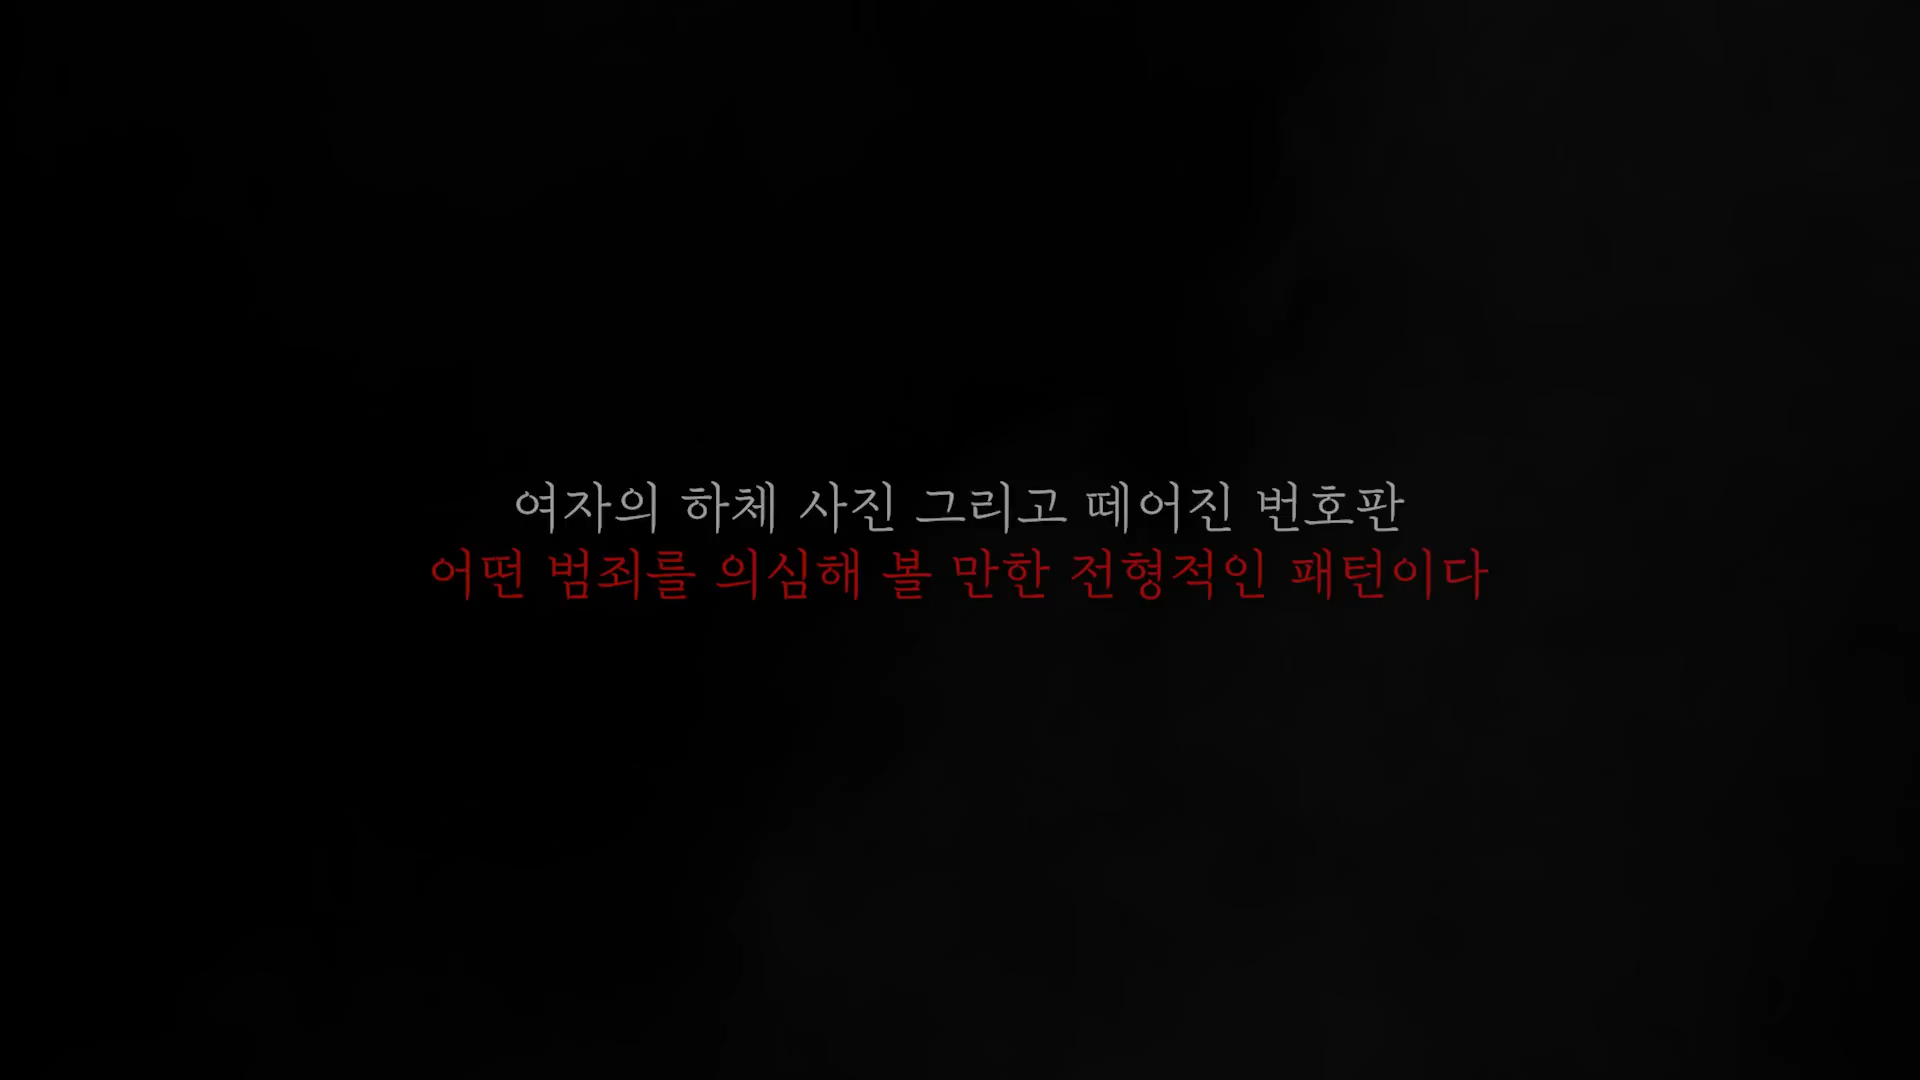 여자의 하체 사진 그리고 떼어진 번호판
어떤 범죄를 의심해 볼 만한 전형적인 패턴이다